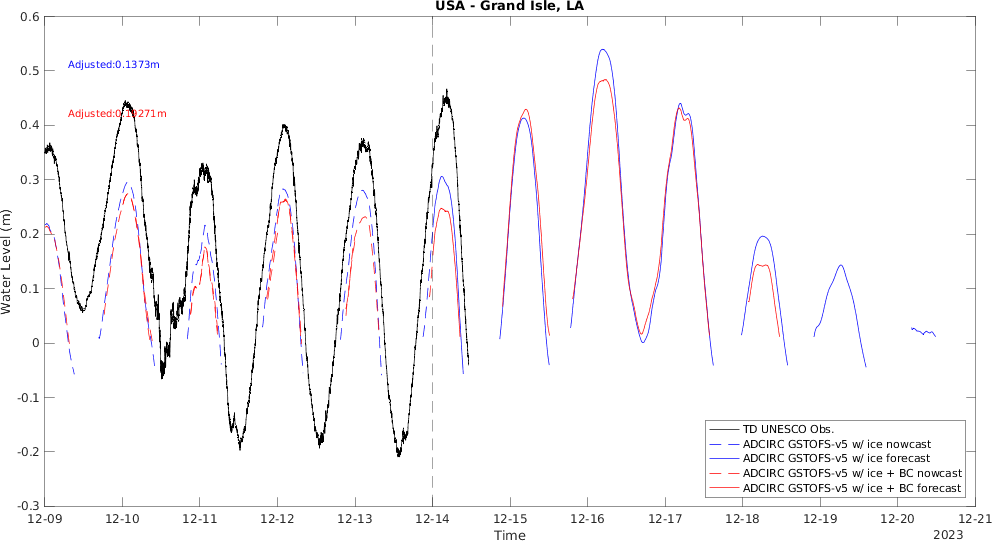 USA - Grand Isle, LA
0.6
0.5
0.4
0.3
0.2
0.1
0
-0.1
-0.2
-0.3
Water Level (m)
Adjusted:0.1373m
Adjusted:0.19271m
TD UNESCO Obs.
ADCIRC GSTOFS-v5 w/ ice nowcast
ADCIRC GSTOFS-v5 w/ ice forecast
ADCIRC GSTOFS-v5 w/ ice + BC nowcast
ADCIRC GSTOFS-v5 w/ ice + BC forecast
12-09 12-10 12-11 12-12 12-13 12-14 12-15 12-16 12-17 12-18 12-19 12-20 12-21
Time
2023